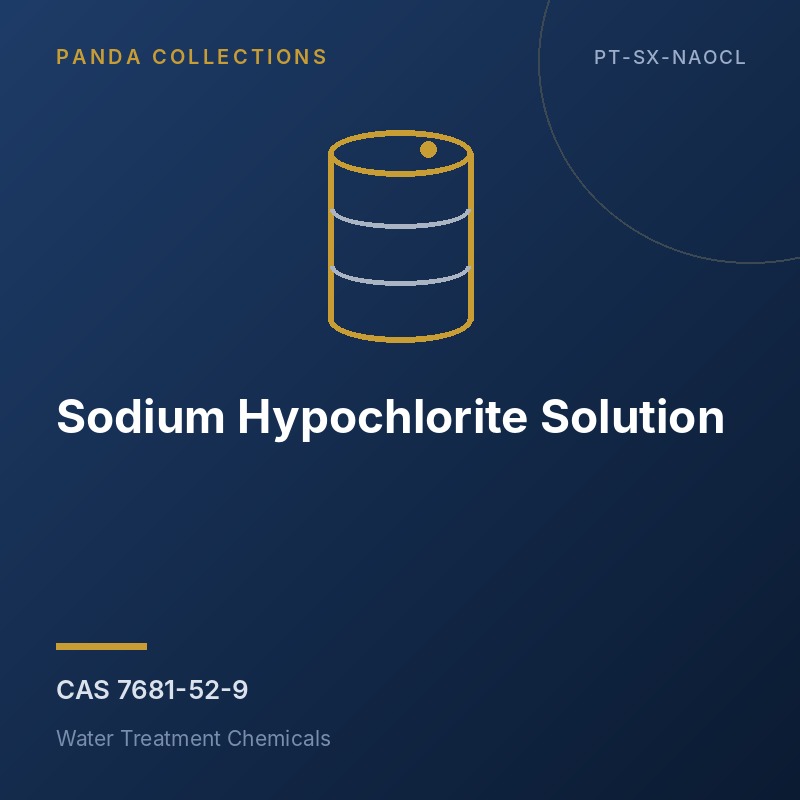 PANDA COLLECTIONS
PT-SX-NAOCL
Sodium Hypochlorite Solution
CAS 7681-52-9
Water Treatment Chemicals